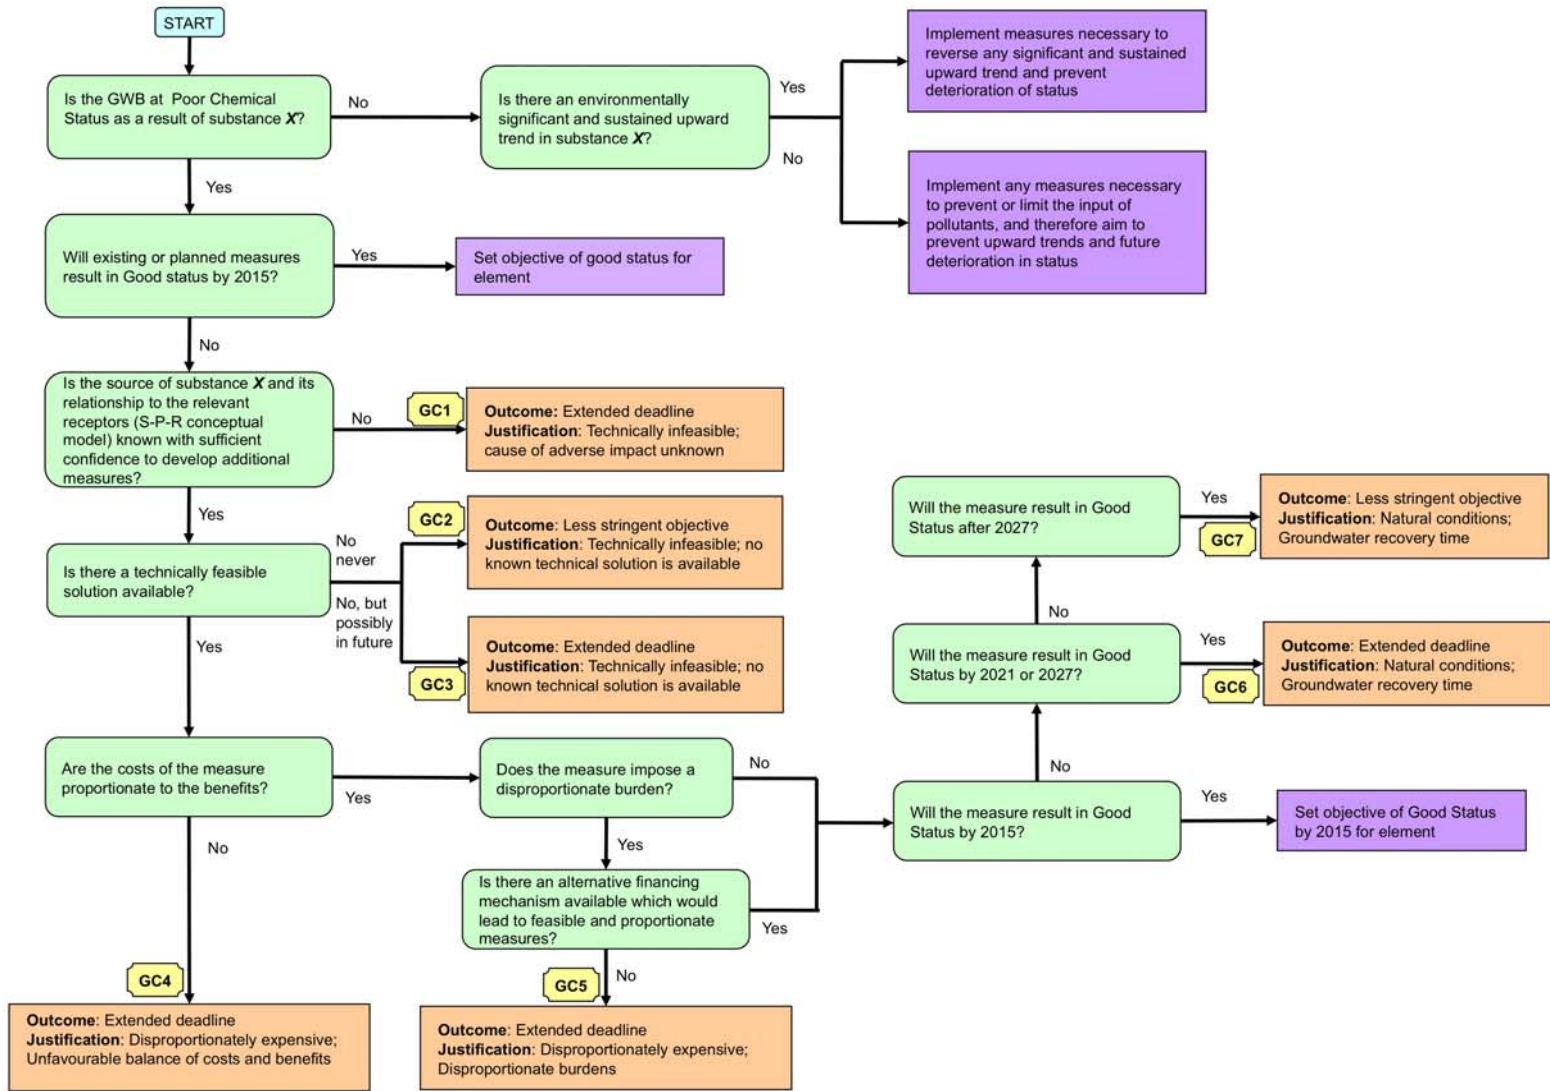 START
Is the GWB at Poor Chemical
Status as a result of substance X?
No
Is there an environmentally
significant and sustained upward
trend in substance X?
Yes
No
Implement measures necessary to
reverse any significant and sustained
upward trend and prevent
deterioration of status
Implement any measures necessary
to prevent or limit the input of
pollutants, and therefore aim to
prevent upward trends and future
deterioration in status
Yes
Will existing or planned measures
result in Good status by 2015?
Yes
Set objective of good status for
element
No
Is the source of substance X and its
relationship to the relevant
receptors (S-P-R conceptual
model) known with sufficient
confidence to develop additional
measures?
No
GC1
Outcome: Extended deadline
Justification: Technically infeasible;
cause of adverse impact unknown
Yes
Is there a technically feasible
solution available?
No
never
GC2
Outcome: Less stringent objective
Justification: Technically infeasible; no
known technical solution is available
No, but
possibly
in future
GC3
Outcome: Extended deadline
Justification: Technically infeasible; no
known technical solution is available
Yes
Are the costs of the measure
proportionate to the benefits?
Yes
No
GC4
Outcome: Extended deadline
Justification: Disproportionately expensive;
Unfavourable balance of costs and benefits
Does the measure impose a
disproportionate burden?
No
Yes
Is there an alternative financing
mechanism available which would
lead to feasible and proportionate
measures?
Yes
No
GC5
Outcome: Extended deadline
Justification: Disproportionately expensive;
Disproportionate burdens
Will the measure result in Good
Status by 2015?
Yes
Set objective of Good Status
by 2015 for element
No
Will the measure result in Good
Status by 2021 or 2027?
Yes
GC6
Outcome: Extended deadline
Justification: Natural conditions;
Groundwater recovery time
No
Will the measure result in Good
Status after 2027?
Yes
GC7
Outcome: Less stringent objective
Justification: Natural conditions;
Groundwater recovery time